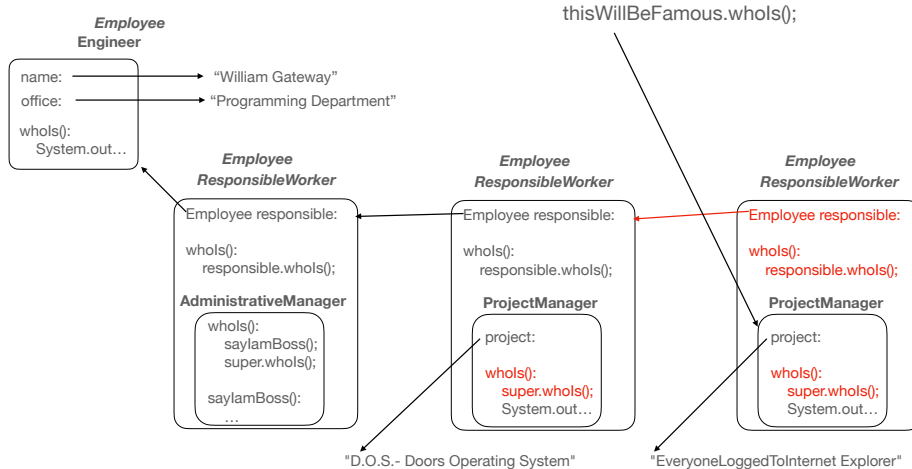 Employee
Engineer
thisWillBeFamous.whoIs();
name:
“William Gateway”
office:
“Programming Department”
whoIs():
System.out…
Employee
ResponsibleWorker
Employee responsible:
whoIs():
responsible.whoIs();
AdministrativeManager
whoIs():
sayIamBoss();
super.whoIs();
sayIamBoss():
…
Employee
ResponsibleWorker
Employee responsible:
whoIs():
responsible.whoIs();
ProjectManager
project:
whoIs():
super.whoIs();
System.out…
"D.O.S.- Doors Operating System"
Employee
ResponsibleWorker
Employee responsible:
whoIs():
responsible.whoIs();
ProjectManager
project:
whoIs():
super.whoIs();
System.out…
"EveryoneLoggedToInternet Explorer"